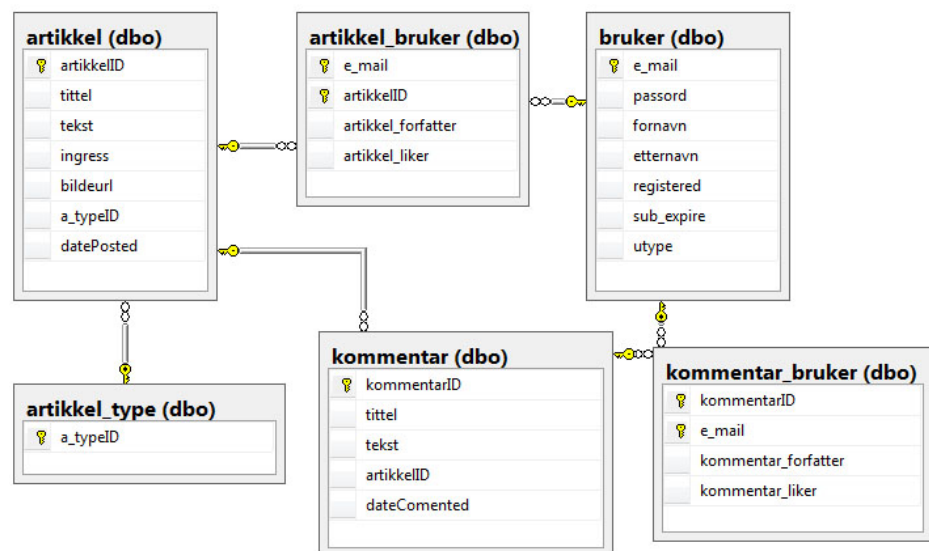 artikkel (dbo)
artikkelID
tittel
tekst
ingress
bildeurl
a_typeID
datePosted
artikkel_bruker (dbo)
e_mail
artikkelID
artikkel_forfatter
artikkel_liker
bruker (dbo)
e_mail
passord
fornavn
etternavn
registered
sub_expire
utype
artikkel_type (dbo)
a_typeID
kommentar (dbo)
kommentarID
tittel
tekst
artikkelID
dateComented
kommentar_bruker (dbo)
kommentarID
e_mail
kommentar_forfatter
kommentar_liker